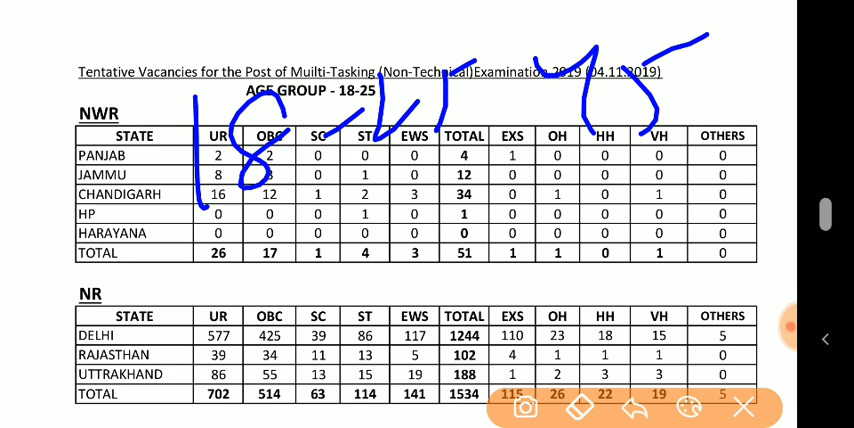 Tentative Vacancies for the Post of Muilti-Tasking (Non-Technical)Examination 2019 (04.11.2019)
AGE GROUP - 18-25
NWR
STATE UR OBC SC ST EWS TOTAL EXS OH HH VH OTHERS
PANJAB 2 2 0 0 0 4 1 0 0 0 0
JAMMU 8 3 0 1 0 12 0 0 0 0 0
CHANDIGARH 16 12 1 2 3 34 0 1 0 1 0
HP 0 0 0 1 0 1 0 0 0 0 0
HARAYANA 0 0 0 0 0 0 0 0 0 0 0
TOTAL 26 17 1 4 3 51 1 1 0 1 0
NR
STATE UR OBC SC ST EWS TOTAL EXS OH HH VH OTHERS
DELHI 577 425 39 86 117 1244 110 23 18 15 5
RAJASTHAN 39 34 11 13 5 102 4 1 1 1 0
UTTRAKHAND 86 55 13 15 19 188 1 2 3 3 0
TOTAL 702 514 63 114 141 1534 115 26 22 19 5
18